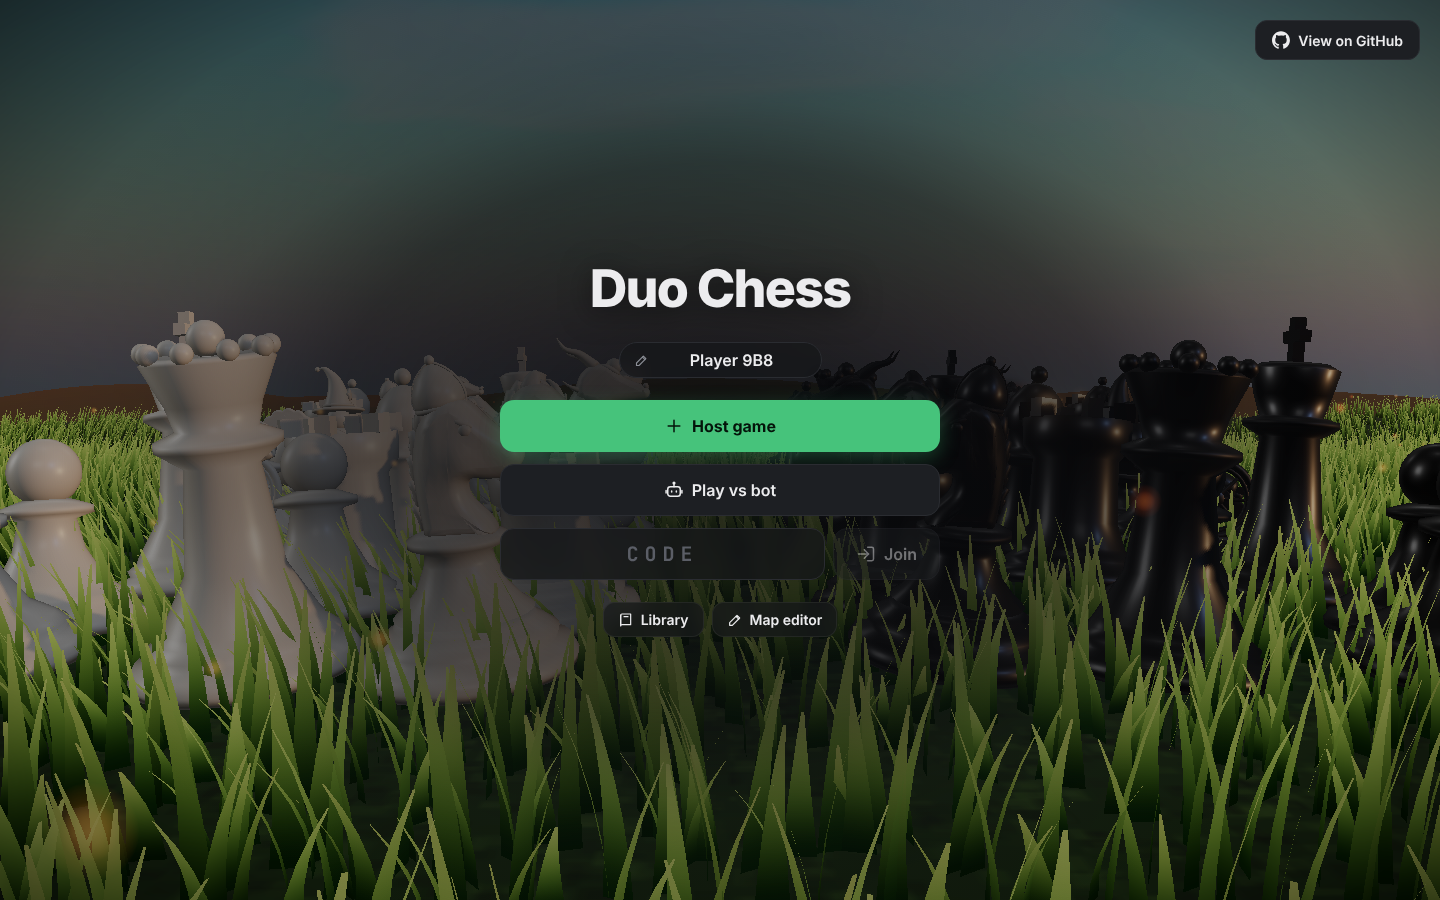 View on GitHub
Duo Chess
Player 9B8
Host game
Play vs bot
CODE
Join
Library
Map editor